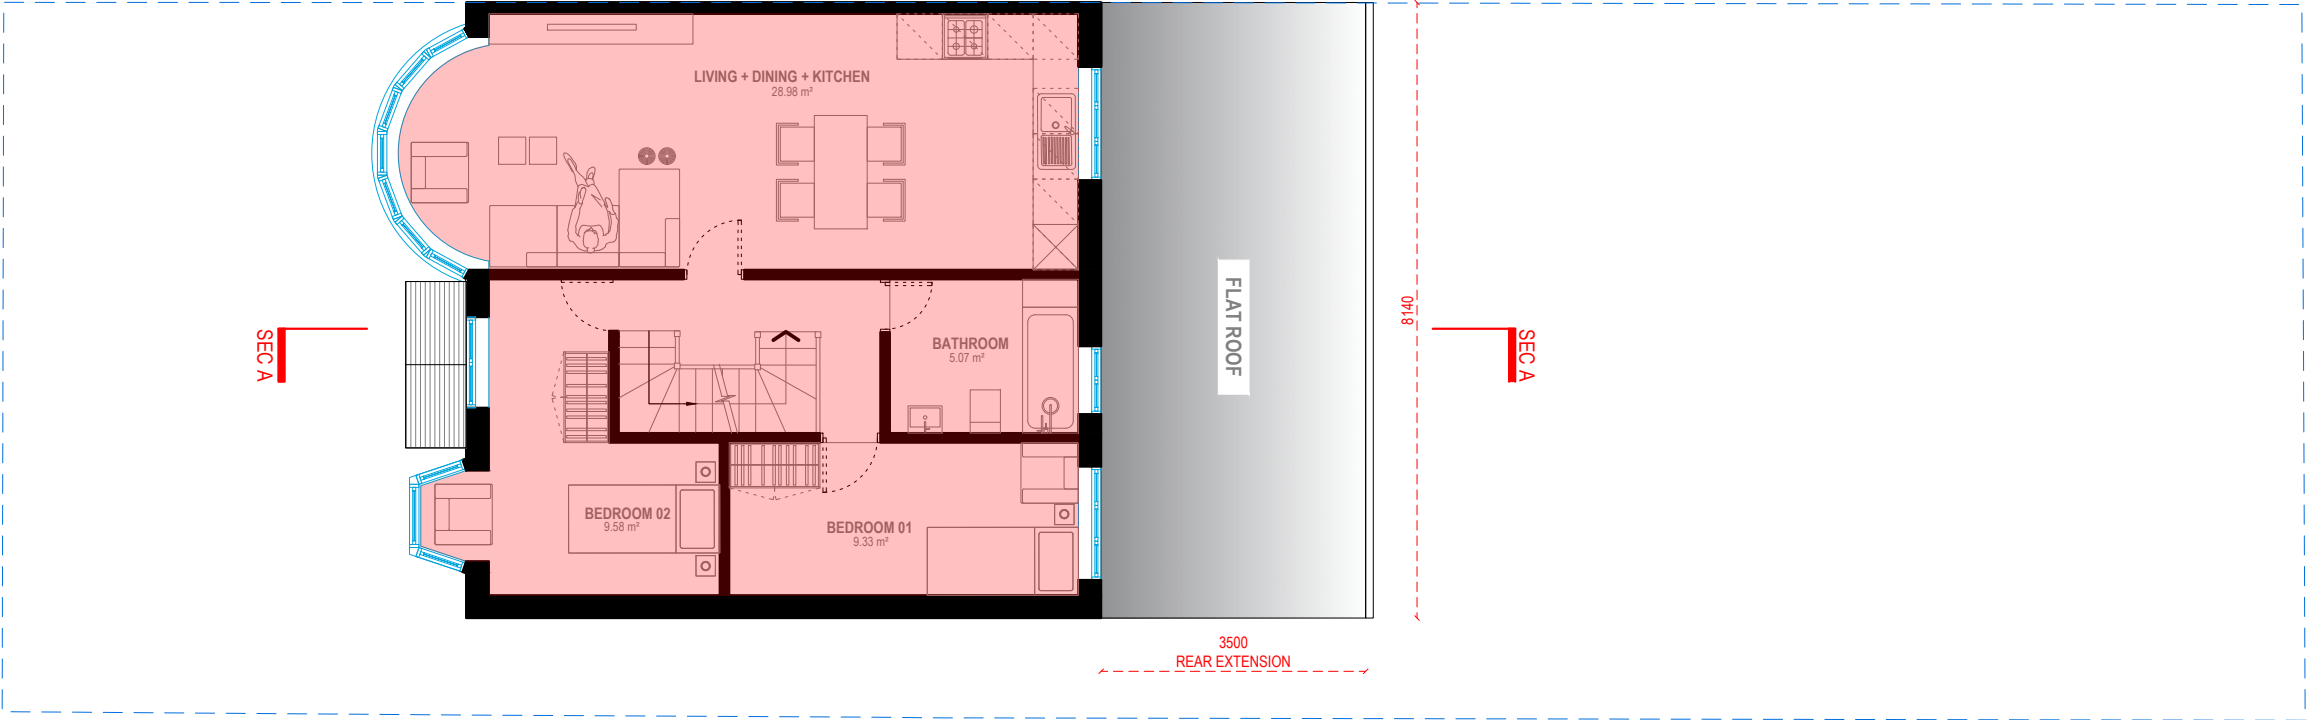 LIVING + DINING + KITCHEN
28.98 m²
SEC A
BATHROOM
5.07 m²
FLAT ROOF
8140
SEC A
BEDROOM 02
9.58 m²
BEDROOM 01
9.33 m²
3500
REAR EXTENSION